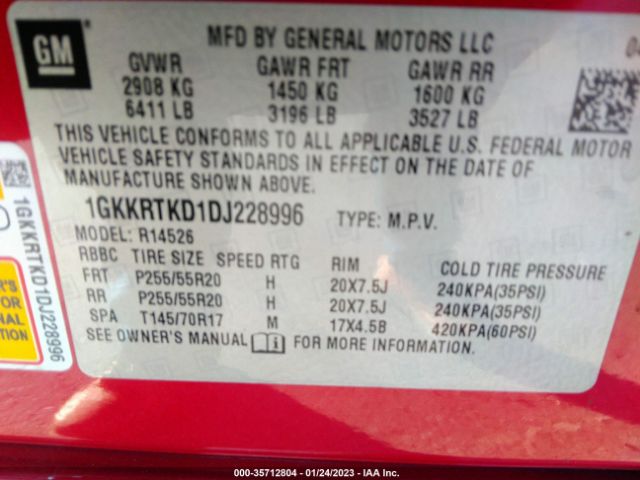 GM
MFD BY GENERAL MOTORS LLC
04
GVWR GAWR FRT GAWR RR
2908 KG 1450 KG 1600 KG
6411 LB 3196 LB 3527 LB
THIS VEHICLE CONFORMS TO ALL APPLICABLE U.S. FEDERAL MOTOR
VEHICLE SAFETY STANDARDS IN EFFECT ON THE DATE OF
MANUFACTURE SHOWN ABOVE.
1GKKRTKD1DJ228996 TYPE: M.P.V.
MODEL: R14526
RBBC TIRE SIZE SPEED RTG RIM COLD TIRE PRESSURE
FRT P255/55R20 H 20X7.5J 240KPA(35PSI)
RR P255/55R20 H 20X7.5J 240KPA(35PSI)
SPA T145/70R17 M 17X4.5B 420KPA(60PSI)
SEE OWNER'S MANUAL FOR MORE INFORMATION.
1GKKRTKD1DJ228996
000-35712804 - 01/24/2023 - IAA Inc.